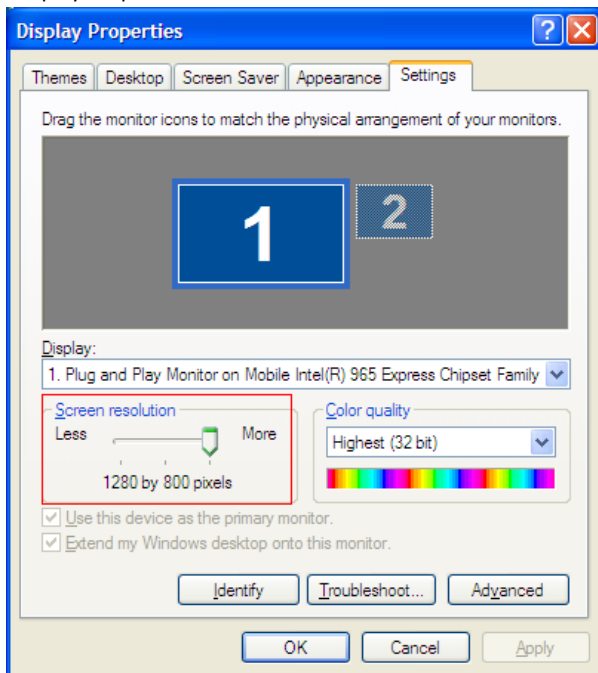 Display Properties
Themes Desktop Screen Saver Appearance Settings
Drag the monitor icons to match the physical arrangement of your monitors.
1 2
Display:
1. Plug and Play Monitor on Mobile Intel(R) 965 Express Chipset Family
Screen resolution
Less More
1280 by 800 pixels
Color quality
Highest (32 bit)
Use this device as the primary monitor.
Extend my Windows desktop onto this monitor.
Identify Troubleshoot... Advanced
OK Cancel Apply